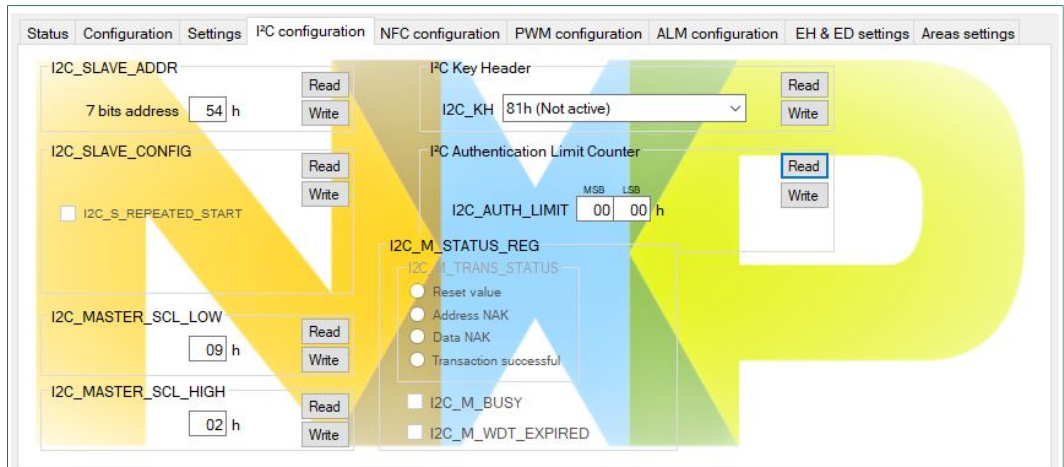 Status Configuration Settings I²C configuration NFC configuration PWM configuration ALM configuration EH & ED settings Areas settings
I2C_SLAVE_ADDR
Read
7 bits address 54 h
Write
I²C Key Header
Read
I2C_KH 81h (Not active)
Write
I2C_SLAVE_CONFIG
Read
Write
I2C_S_REPEATED_START
I²C Authentication Limit Counter
Read
MSB LSB
I2C_AUTH_LIMIT 00 00 h
Write
I2C_M_STATUS_REG
I2C_M_TRANS_STATUS
Reset value
Address NAK
Data NAK
Transaction successful
I2C_M_BUSY
I2C_M_WDT_EXPIRED
I2C_MASTER_SCL_LOW
Read
09 h
Write
I2C_MASTER_SCL_HIGH
Read
02 h
Write
NXP